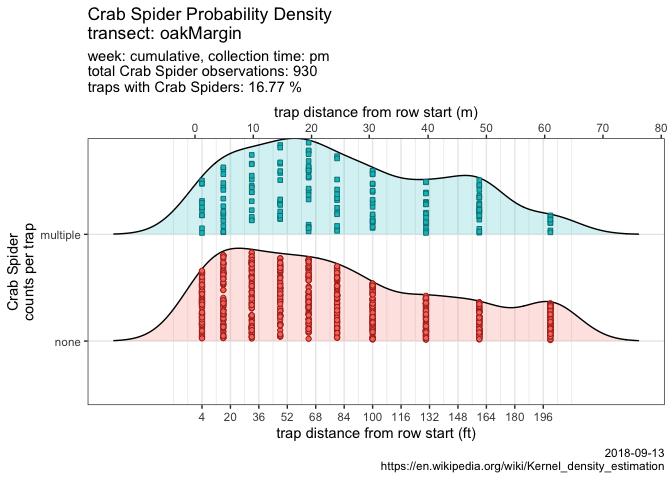 Crab Spider Probability Density
transect: oakMargin
week: cumulative, collection time: pm
total Crab Spider observations: 930
traps with Crab Spiders: 16.77 %
trap distance from row start (m)
0 10 20 30 40 50 60 70 80
Crab Spider
counts per trap
multiple
none
4 20 36 52 68 84 100 116 132 148 164 180 196
trap distance from row start (ft)
2018-09-13
https://en.wikipedia.org/wiki/Kernel_density_estimation